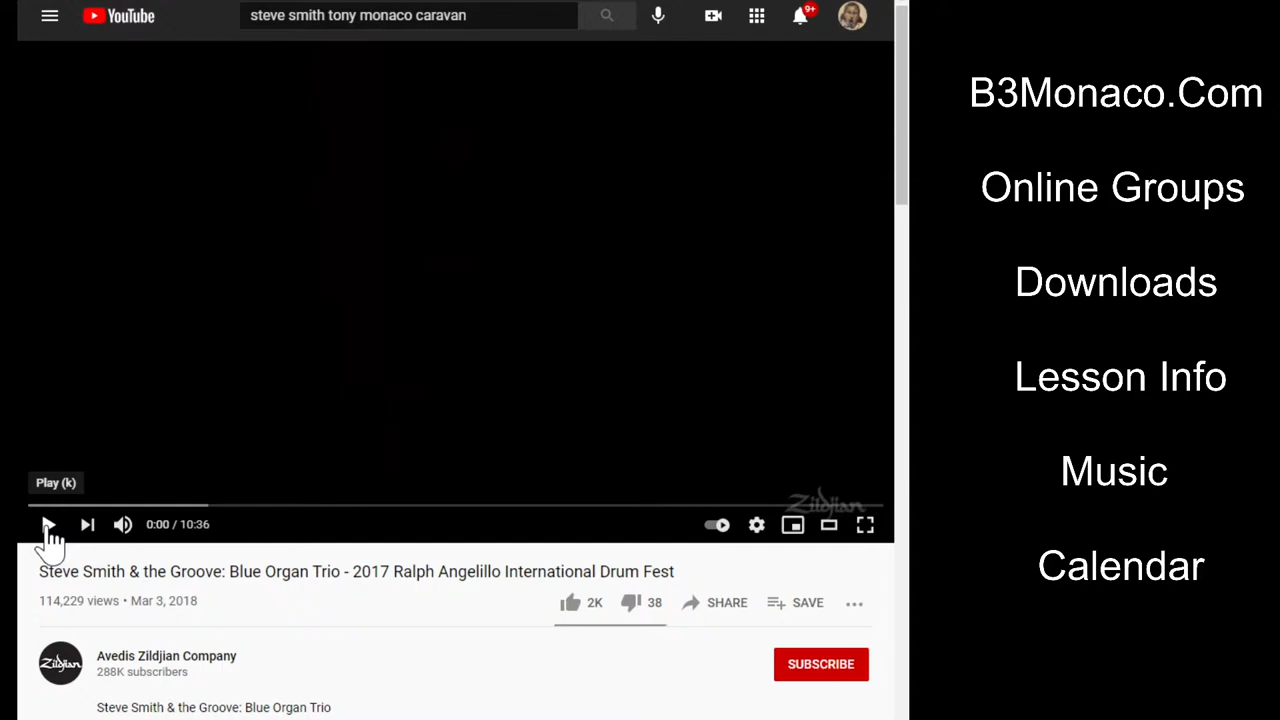 YouTube
steve smith tony monaco caravan
9+
Zildjian
Play (k)
0:00 / 10:36
Steve Smith & the Groove: Blue Organ Trio - 2017 Ralph Angelillo International Drum Fest
114,229 views • Mar 3, 2018
2K
38
SHARE
SAVE
Zildjian
Avedis Zildjian Company
288K subscribers
SUBSCRIBE
Steve Smith & the Groove: Blue Organ Trio
B3Monaco.Com
Online Groups
Downloads
Lesson Info
Music
Calendar